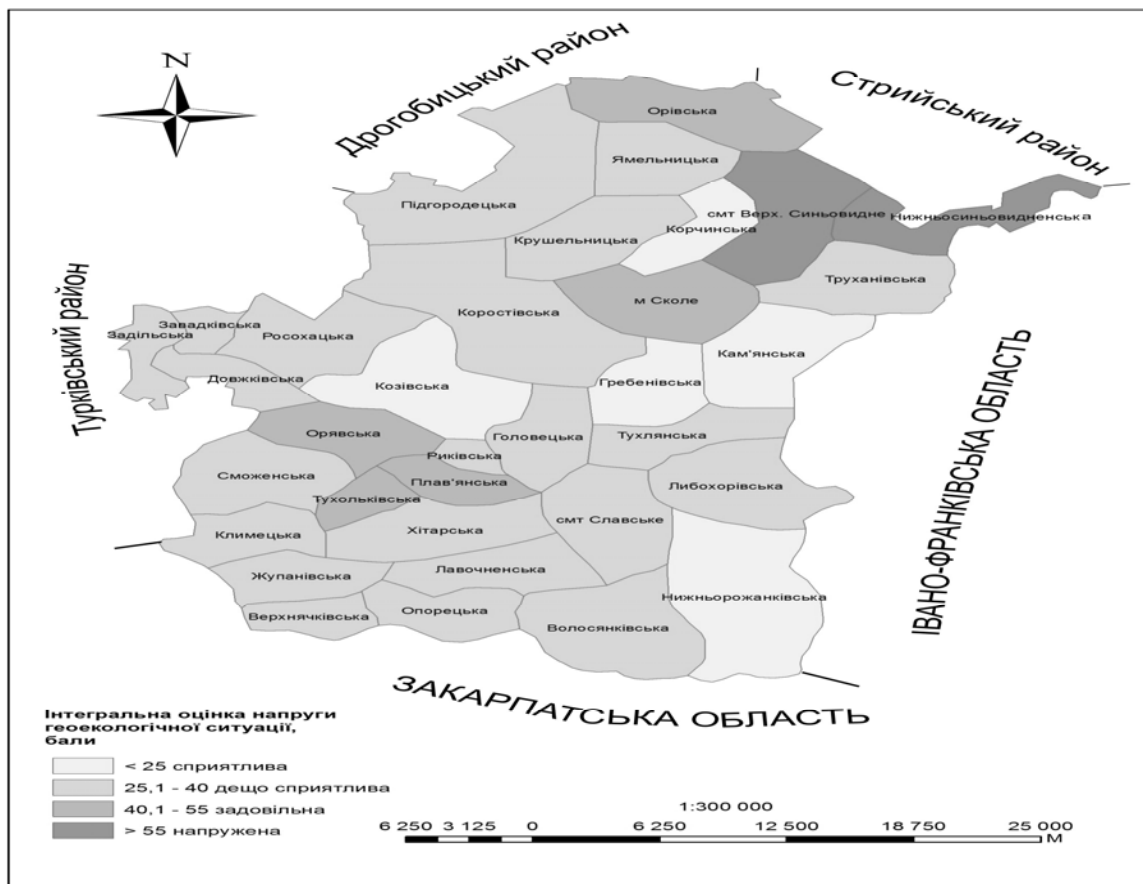 N
Дрогобицький район
Стрийський район
Орівська
Ямельницька
Підгородецька
смт Верх. Синьовидне
Нижньосиньовидненська
Корчинська
Крушельницька
Труханівська
м Сколе
Коростівська
Турківський район
Завадківська
Задільська
Росохацька
Кам'янська
Довжківська
Козівська
Гребенівська
ІВАНО-ФРАНКІВСЬКА ОБЛАСТЬ
Орявська
Головецька
Тухлянська
Риківська
Сможенська
Плав'янська
Либохорівська
Тухольківська
смт Славське
Климецька
Хітарська
Жупанівська
Лавочненська
Нижньорожанківська
Верхнячківська
Опорецька
Волосянківська
ЗАКАРПАТСЬКА ОБЛАСТЬ
Інтегральна оцінка напруги
геоекологічної ситуації,
бали
< 25 сприятлива
25,1 - 40 дещо сприятлива
40,1 - 55 задовільна
> 55 напружена
1:300 000
6 250 3 125 0 6 250 12 500 18 750 25 000
М